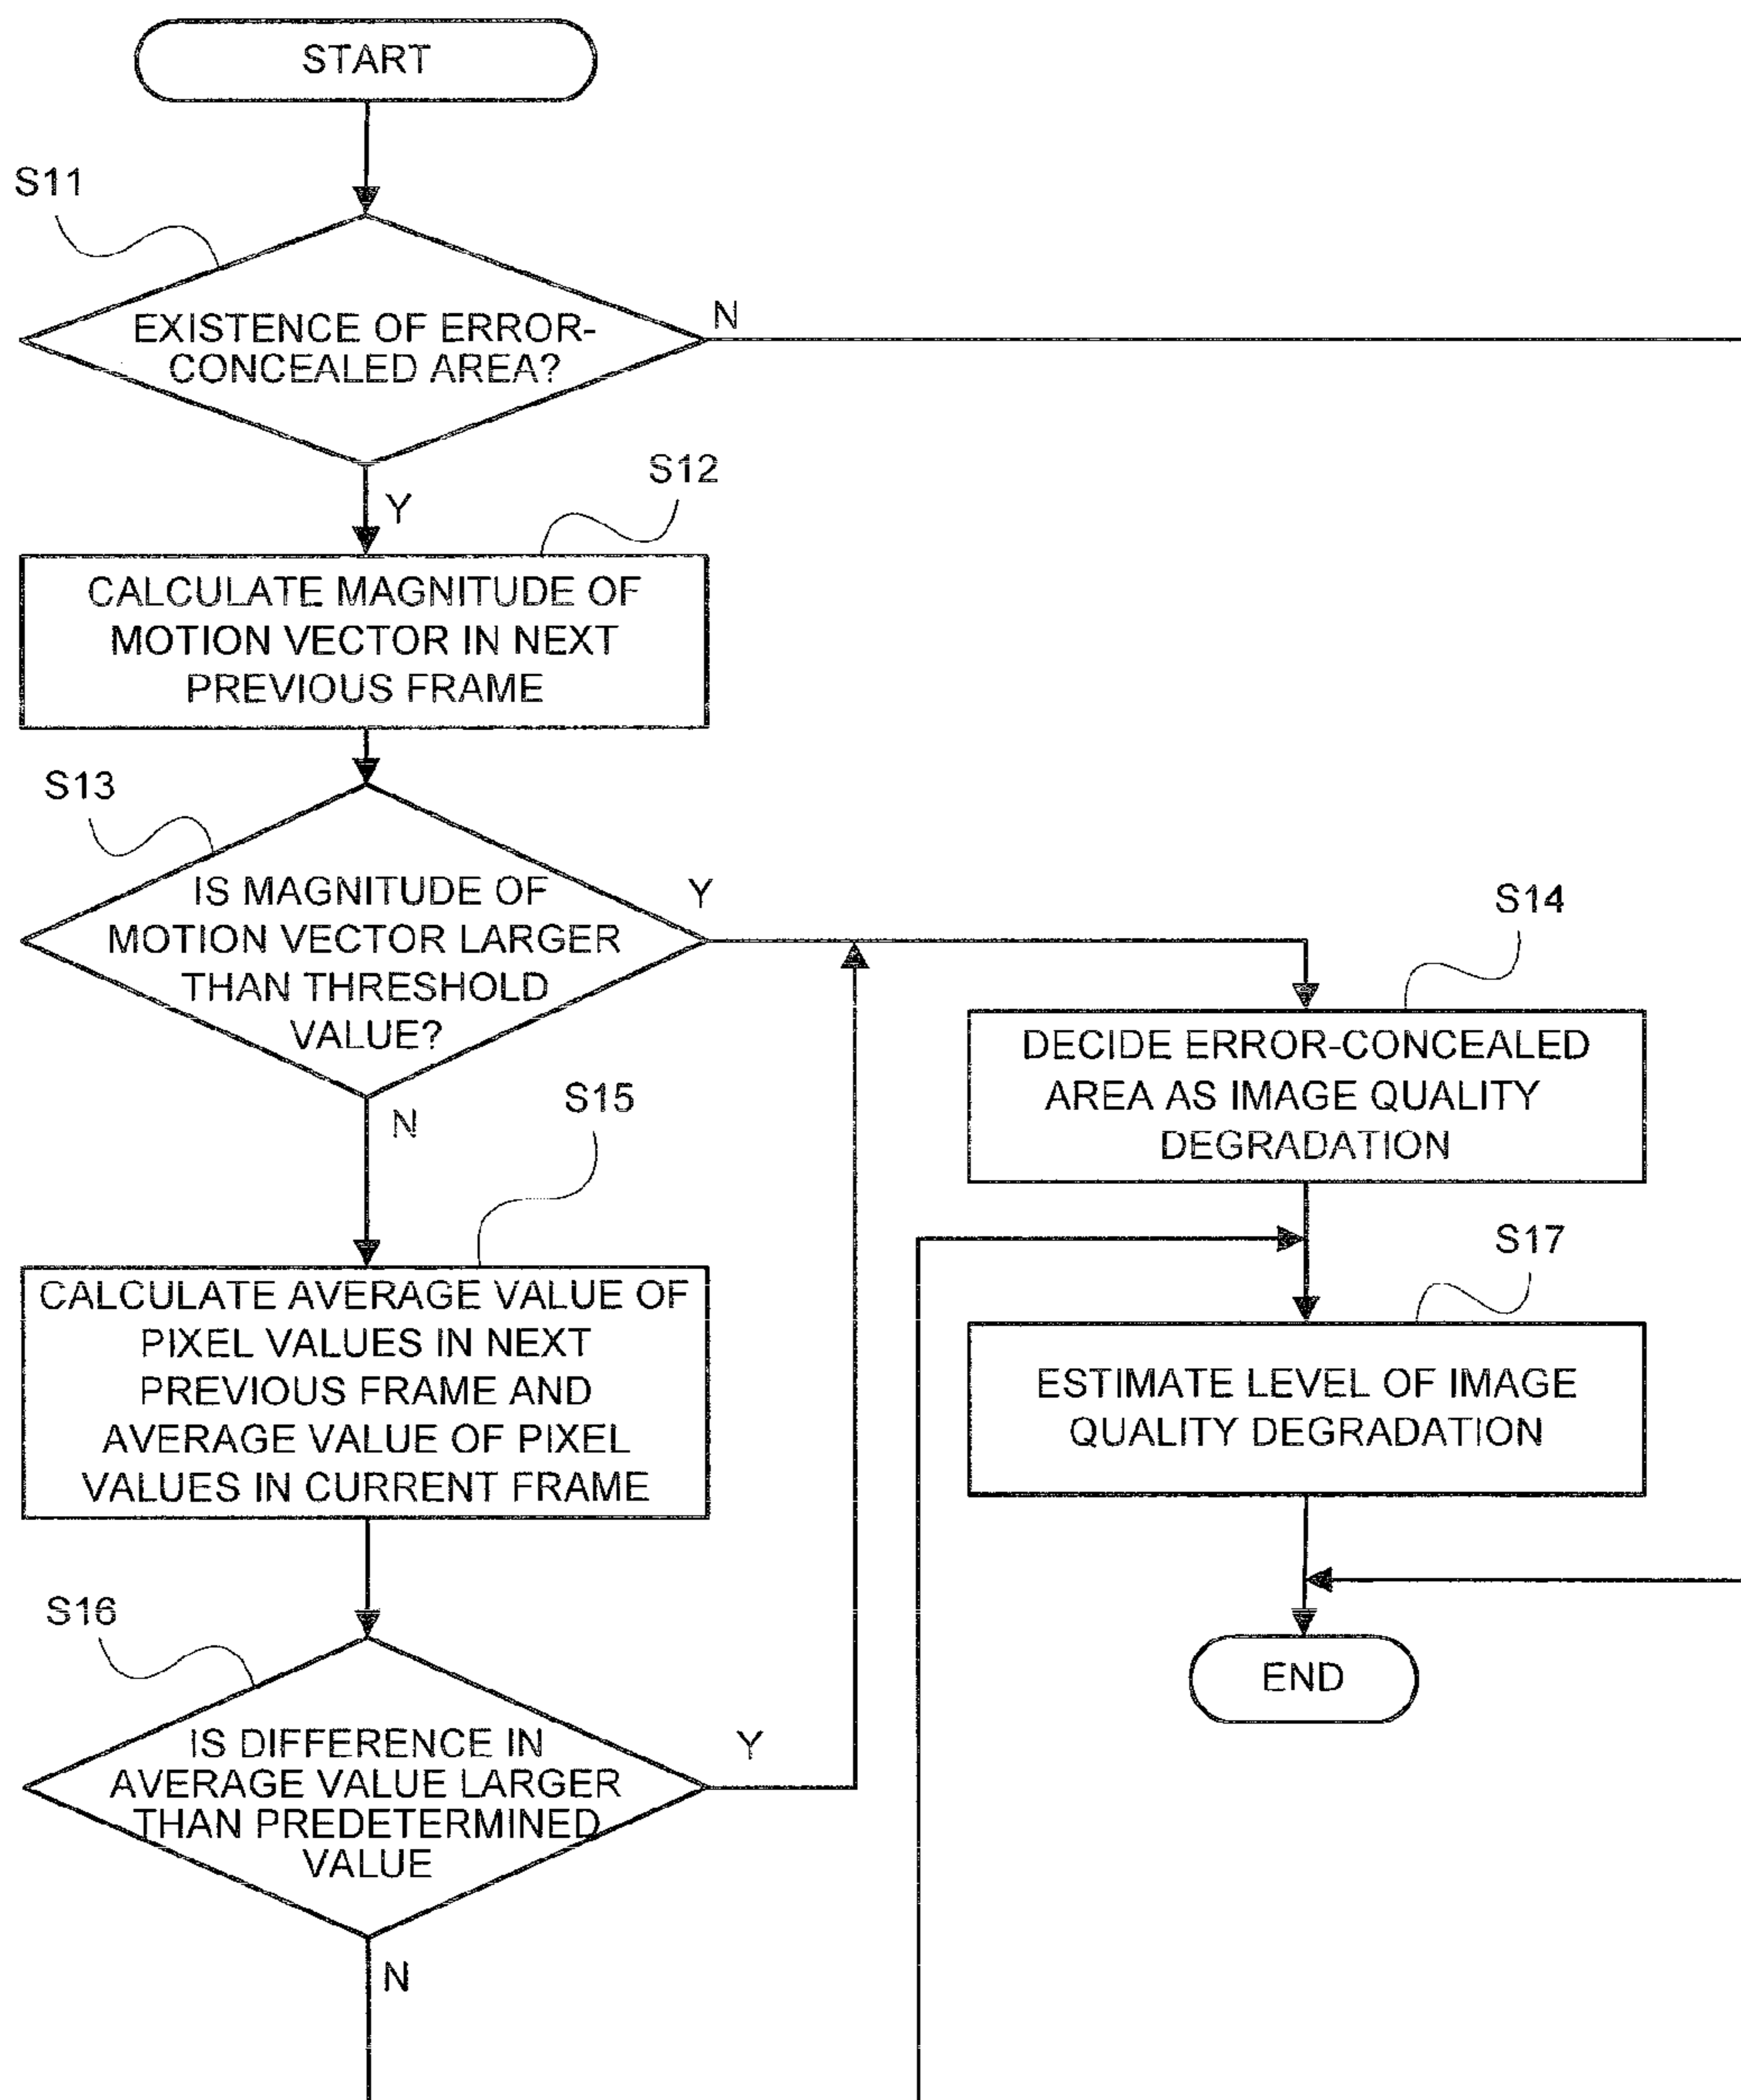 START
S11
EXISTENCE OF ERROR-
CONCEALED AREA?
N
Y
S12
CALCULATE MAGNITUDE OF
MOTION VECTOR IN NEXT
PREVIOUS FRAME
S13
IS MAGNITUDE OF
MOTION VECTOR LARGER
THAN THRESHOLD
VALUE?
Y
N
S14
DECIDE ERROR-CONCEALED
AREA AS IMAGE QUALITY
DEGRADATION
S15
CALCULATE AVERAGE VALUE OF
PIXEL VALUES IN NEXT
PREVIOUS FRAME AND
AVERAGE VALUE OF PIXEL
VALUES IN CURRENT FRAME
S16
IS DIFFERENCE IN
AVERAGE VALUE LARGER
THAN PREDETERMINED
VALUE
Y
N
S17
ESTIMATE LEVEL OF IMAGE
QUALITY DEGRADATION
END